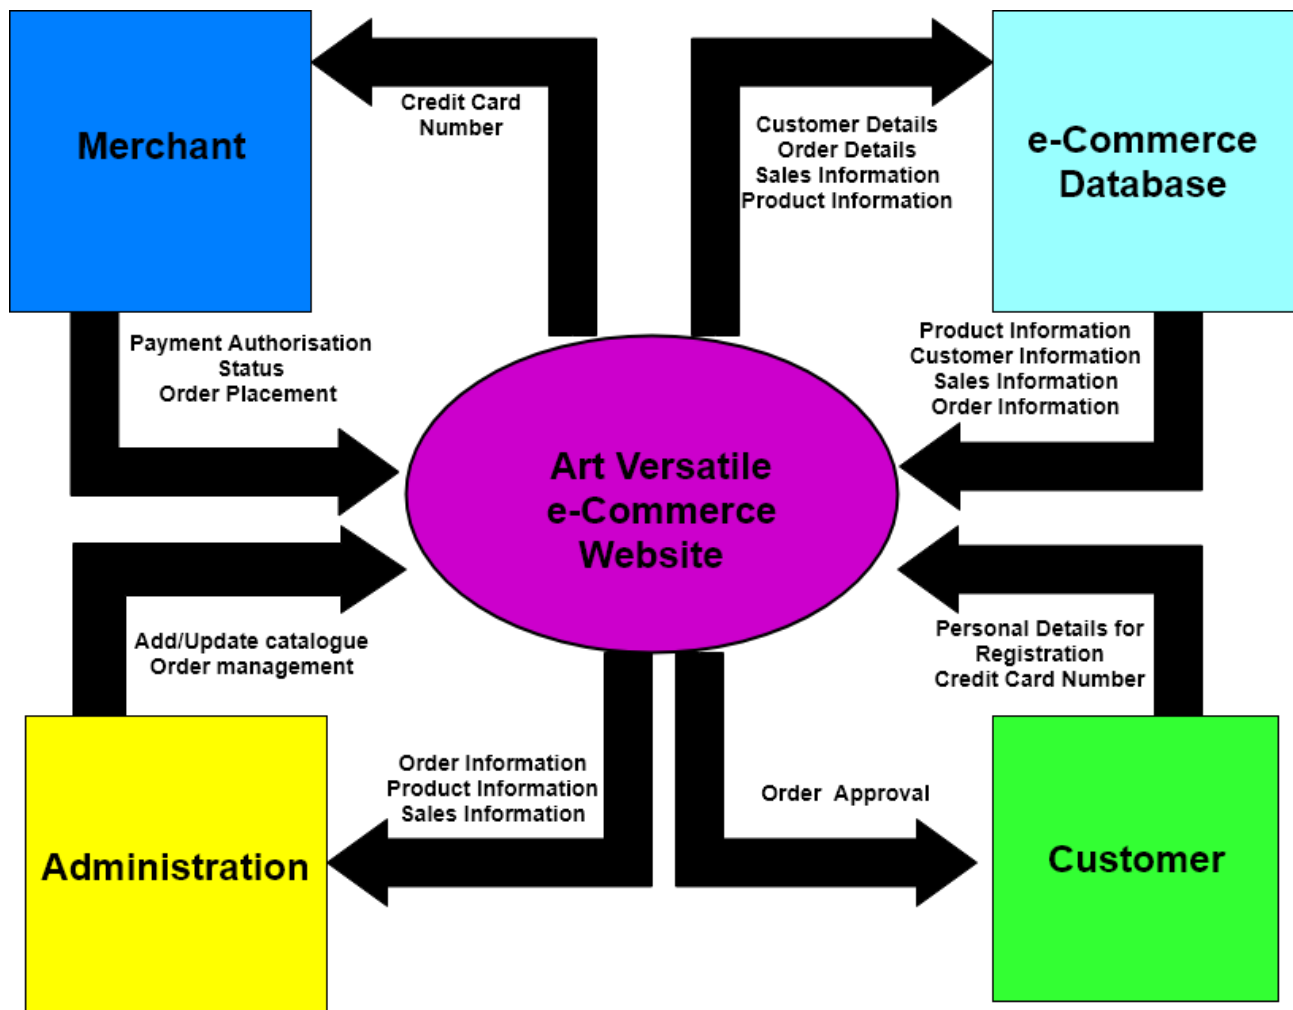 Merchant
Credit Card
Number
Customer Details
Order Details
Sales Information
Product Information
e-Commerce
Database
Payment Authorisation
Status
Order Placement
Product Information
Customer Information
Sales Information
Order Information
Art Versatile
e-Commerce
Website
Add/Update catalogue
Order management
Personal Details for
Registration
Credit Card Number
Administration
Order Information
Product Information
Sales Information
Order Approval
Customer